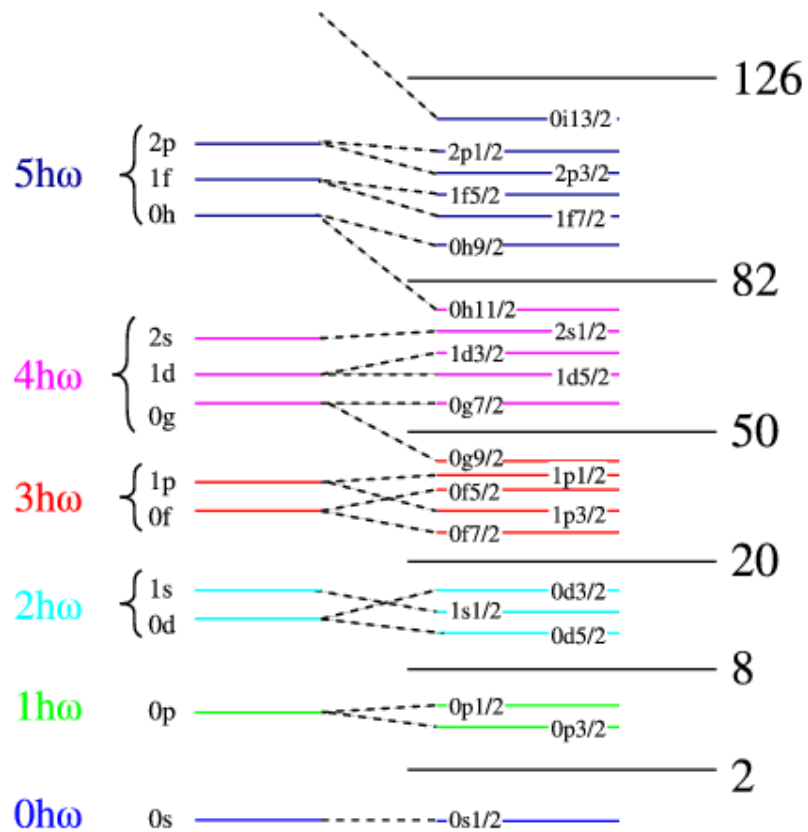 126
0i13/2
2p 2p1/2
5hω 1f 2p3/2
0h 1f5/2
1f7/2
0h9/2
82
0h11/2
2s 2s1/2
4hω 1d 1d3/2
0g 1d5/2
0g7/2
50
0g9/2
1p 1p1/2
3hω 0f 0f5/2
1p3/2
0f7/2
20
1s 0d3/2
2hω 0d 1s1/2
0d5/2
8
1hω 0p 0p1/2
0p3/2
2
0hω 0s 0s1/2